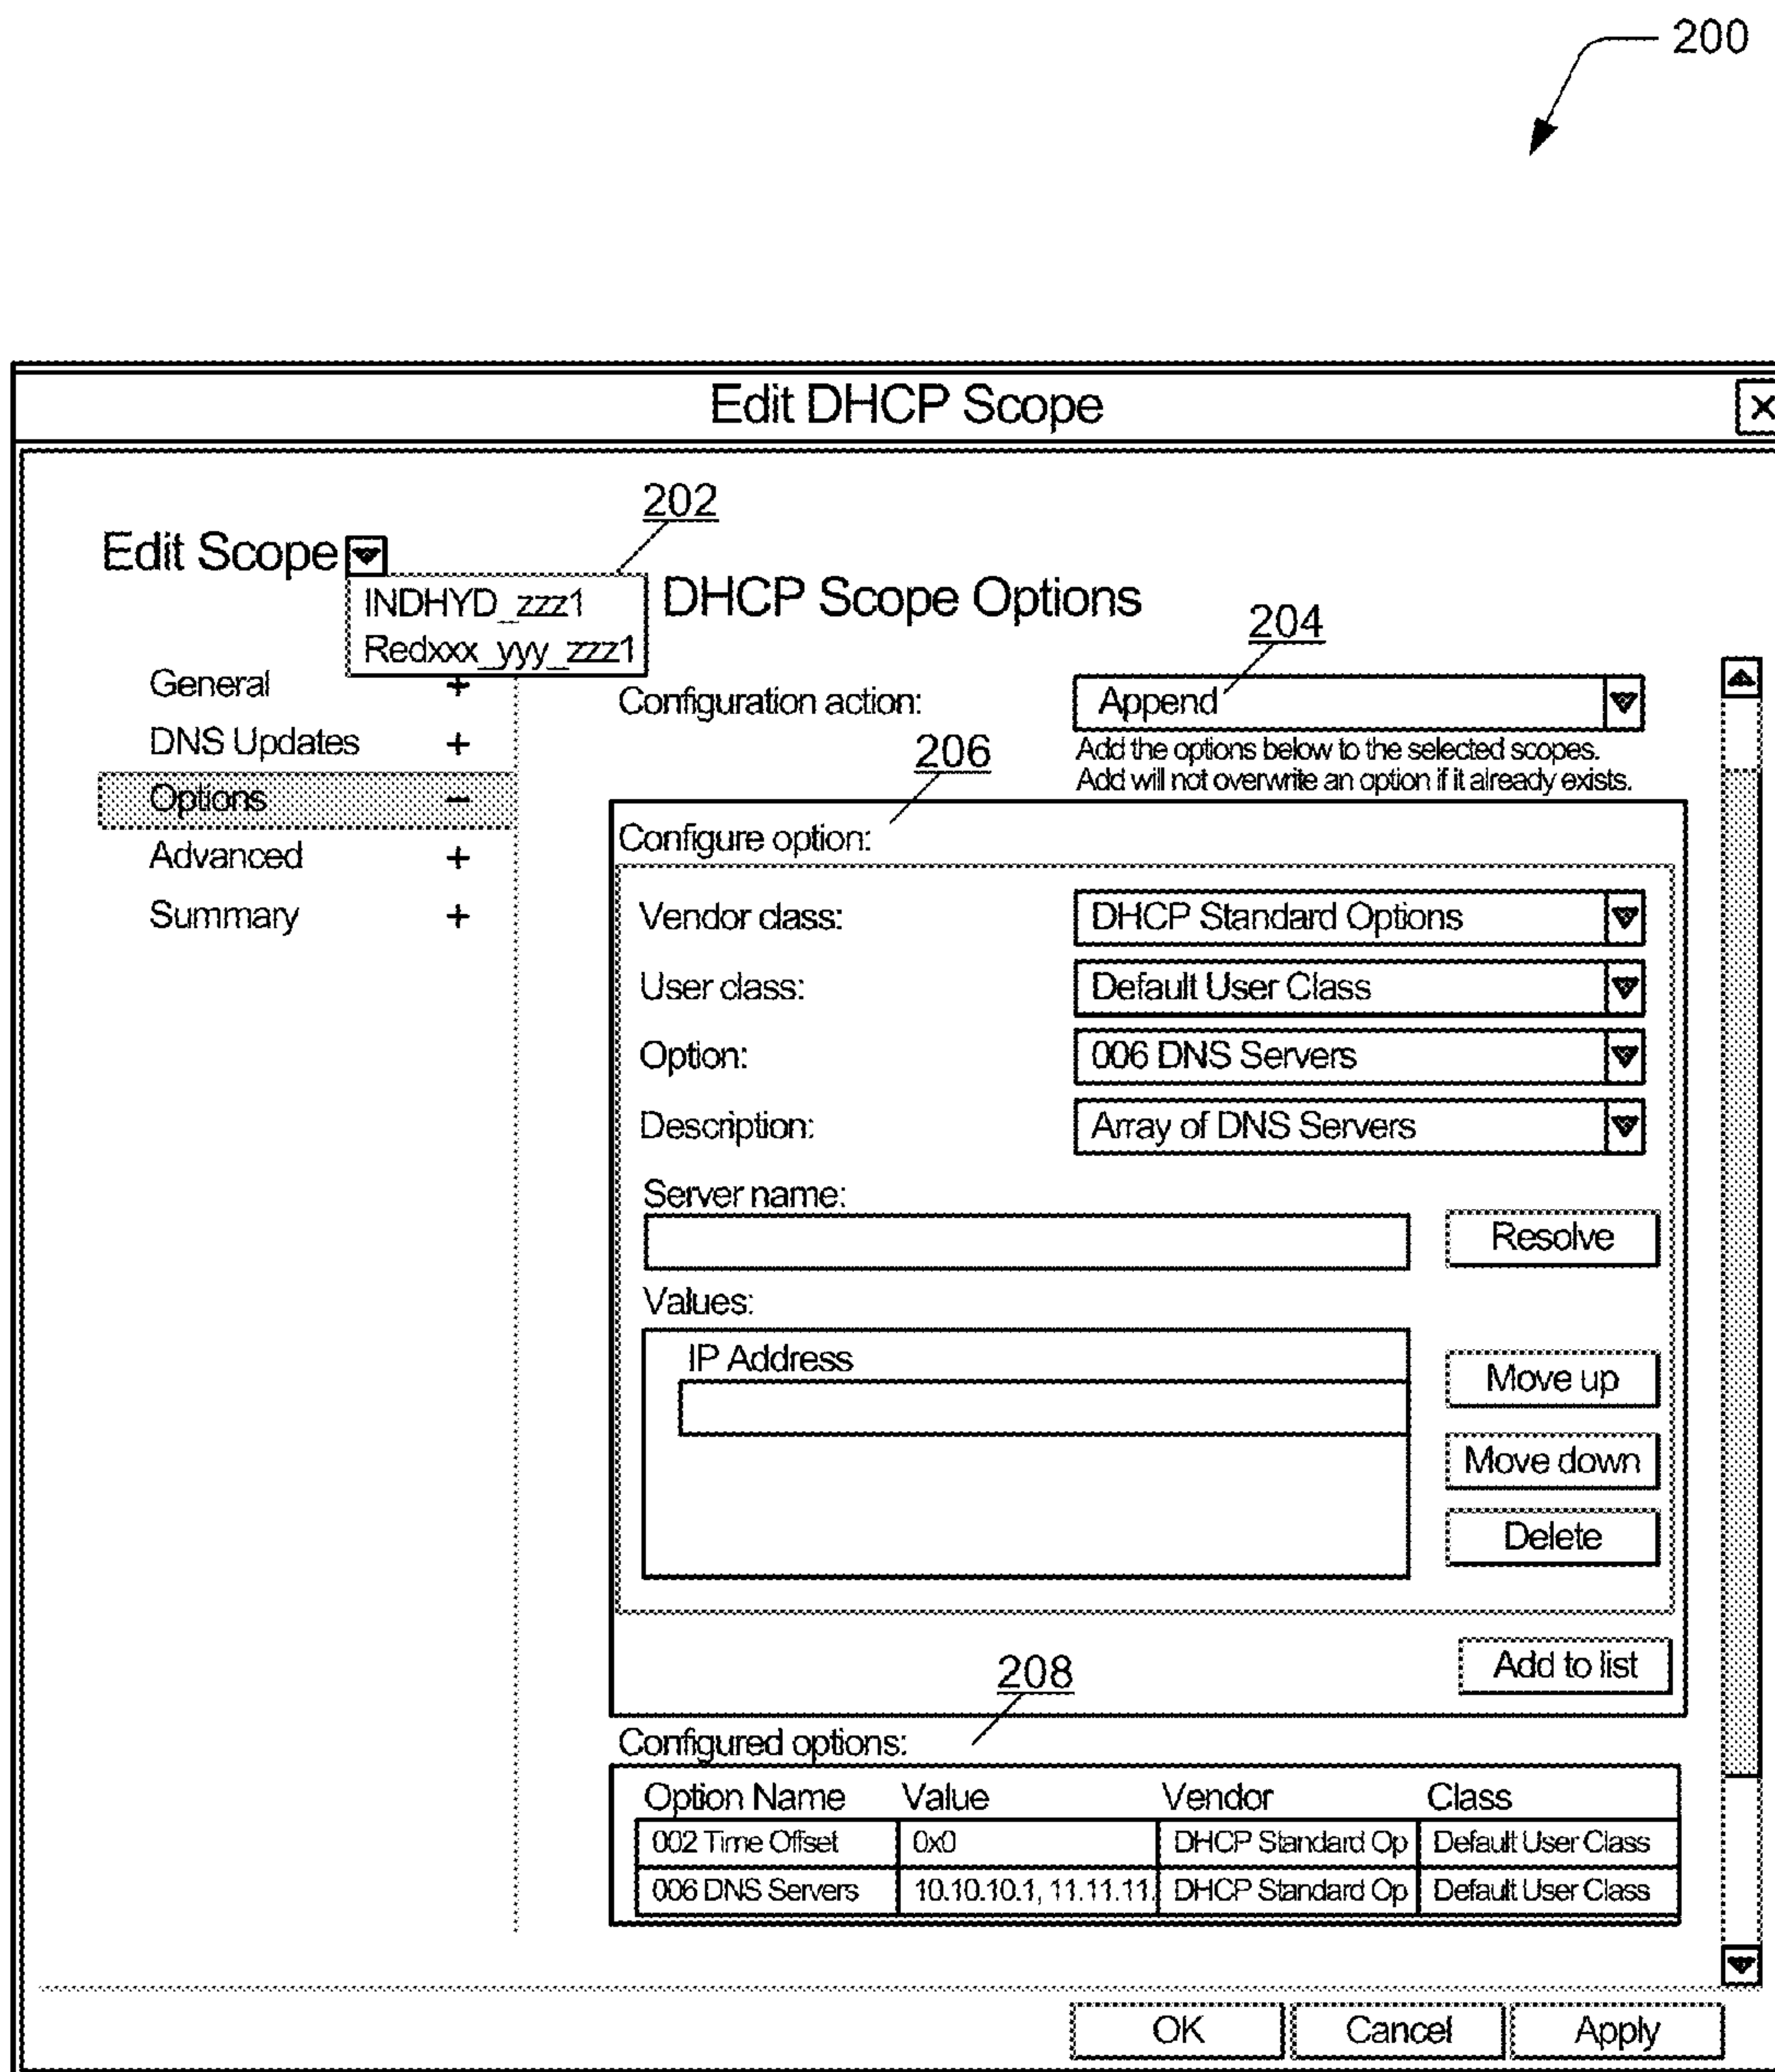 200
Edit DHCP Scope
202
Edit Scope
INDHYD_zzz1
Redxxx_yyy_zzz1
DHCP Scope Options
204
General +
DNS Updates +
Options –
Advanced +
Summary +
Configuration action: Append
Add the options below to the selected scopes.
Add will not overwrite an option if it already exists.
206
Configure option:
Vendor class: DHCP Standard Options
User class: Default User Class
Option: 006 DNS Servers
Description: Array of DNS Servers
Server name:
Resolve
Values:
IP Address
Move up
Move down
Delete
Add to list
208
Configured options:
Option Name Value Vendor Class
002 Time Offset 0x0 DHCP Standard Op Default User Class
006 DNS Servers 10.10.10.1, 11.11.11. DHCP Standard Op Default User Class
OK Cancel Apply